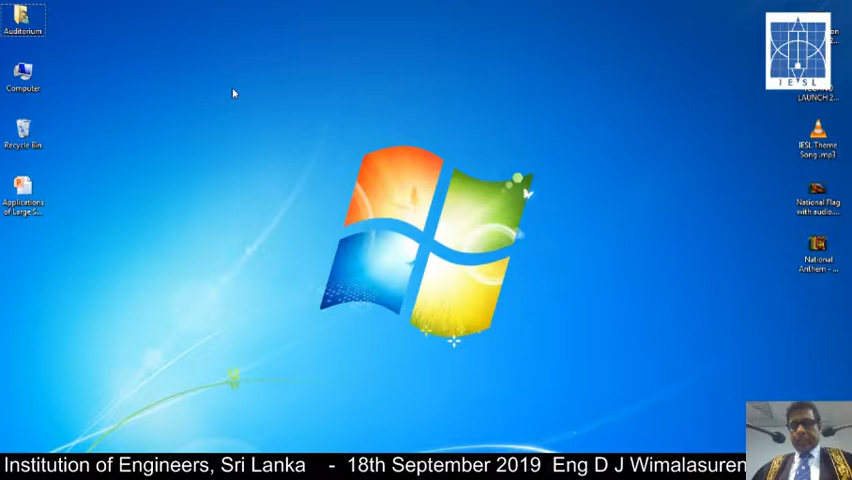 Auditorium
Computer
Recycle Bin
Applications
of Large S...
IESL
LAUNCH 2...
IESL Theme
Song.mp3
National Flag
with audio....
National
Anthem - ...
Institution of Engineers, Sri Lanka - 18th September 2019 Eng D J Wimalasuren